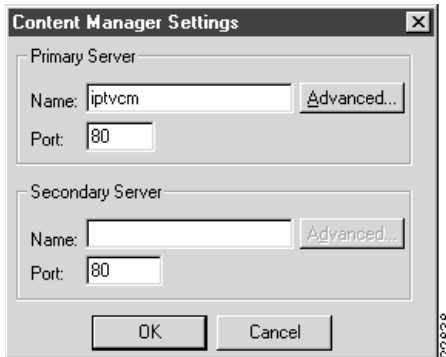 Content Manager Settings
Primary Server
Name: iptvcm Advanced...
Port: 80
Secondary Server
Name: Advanced...
Port: 80
OK Cancel